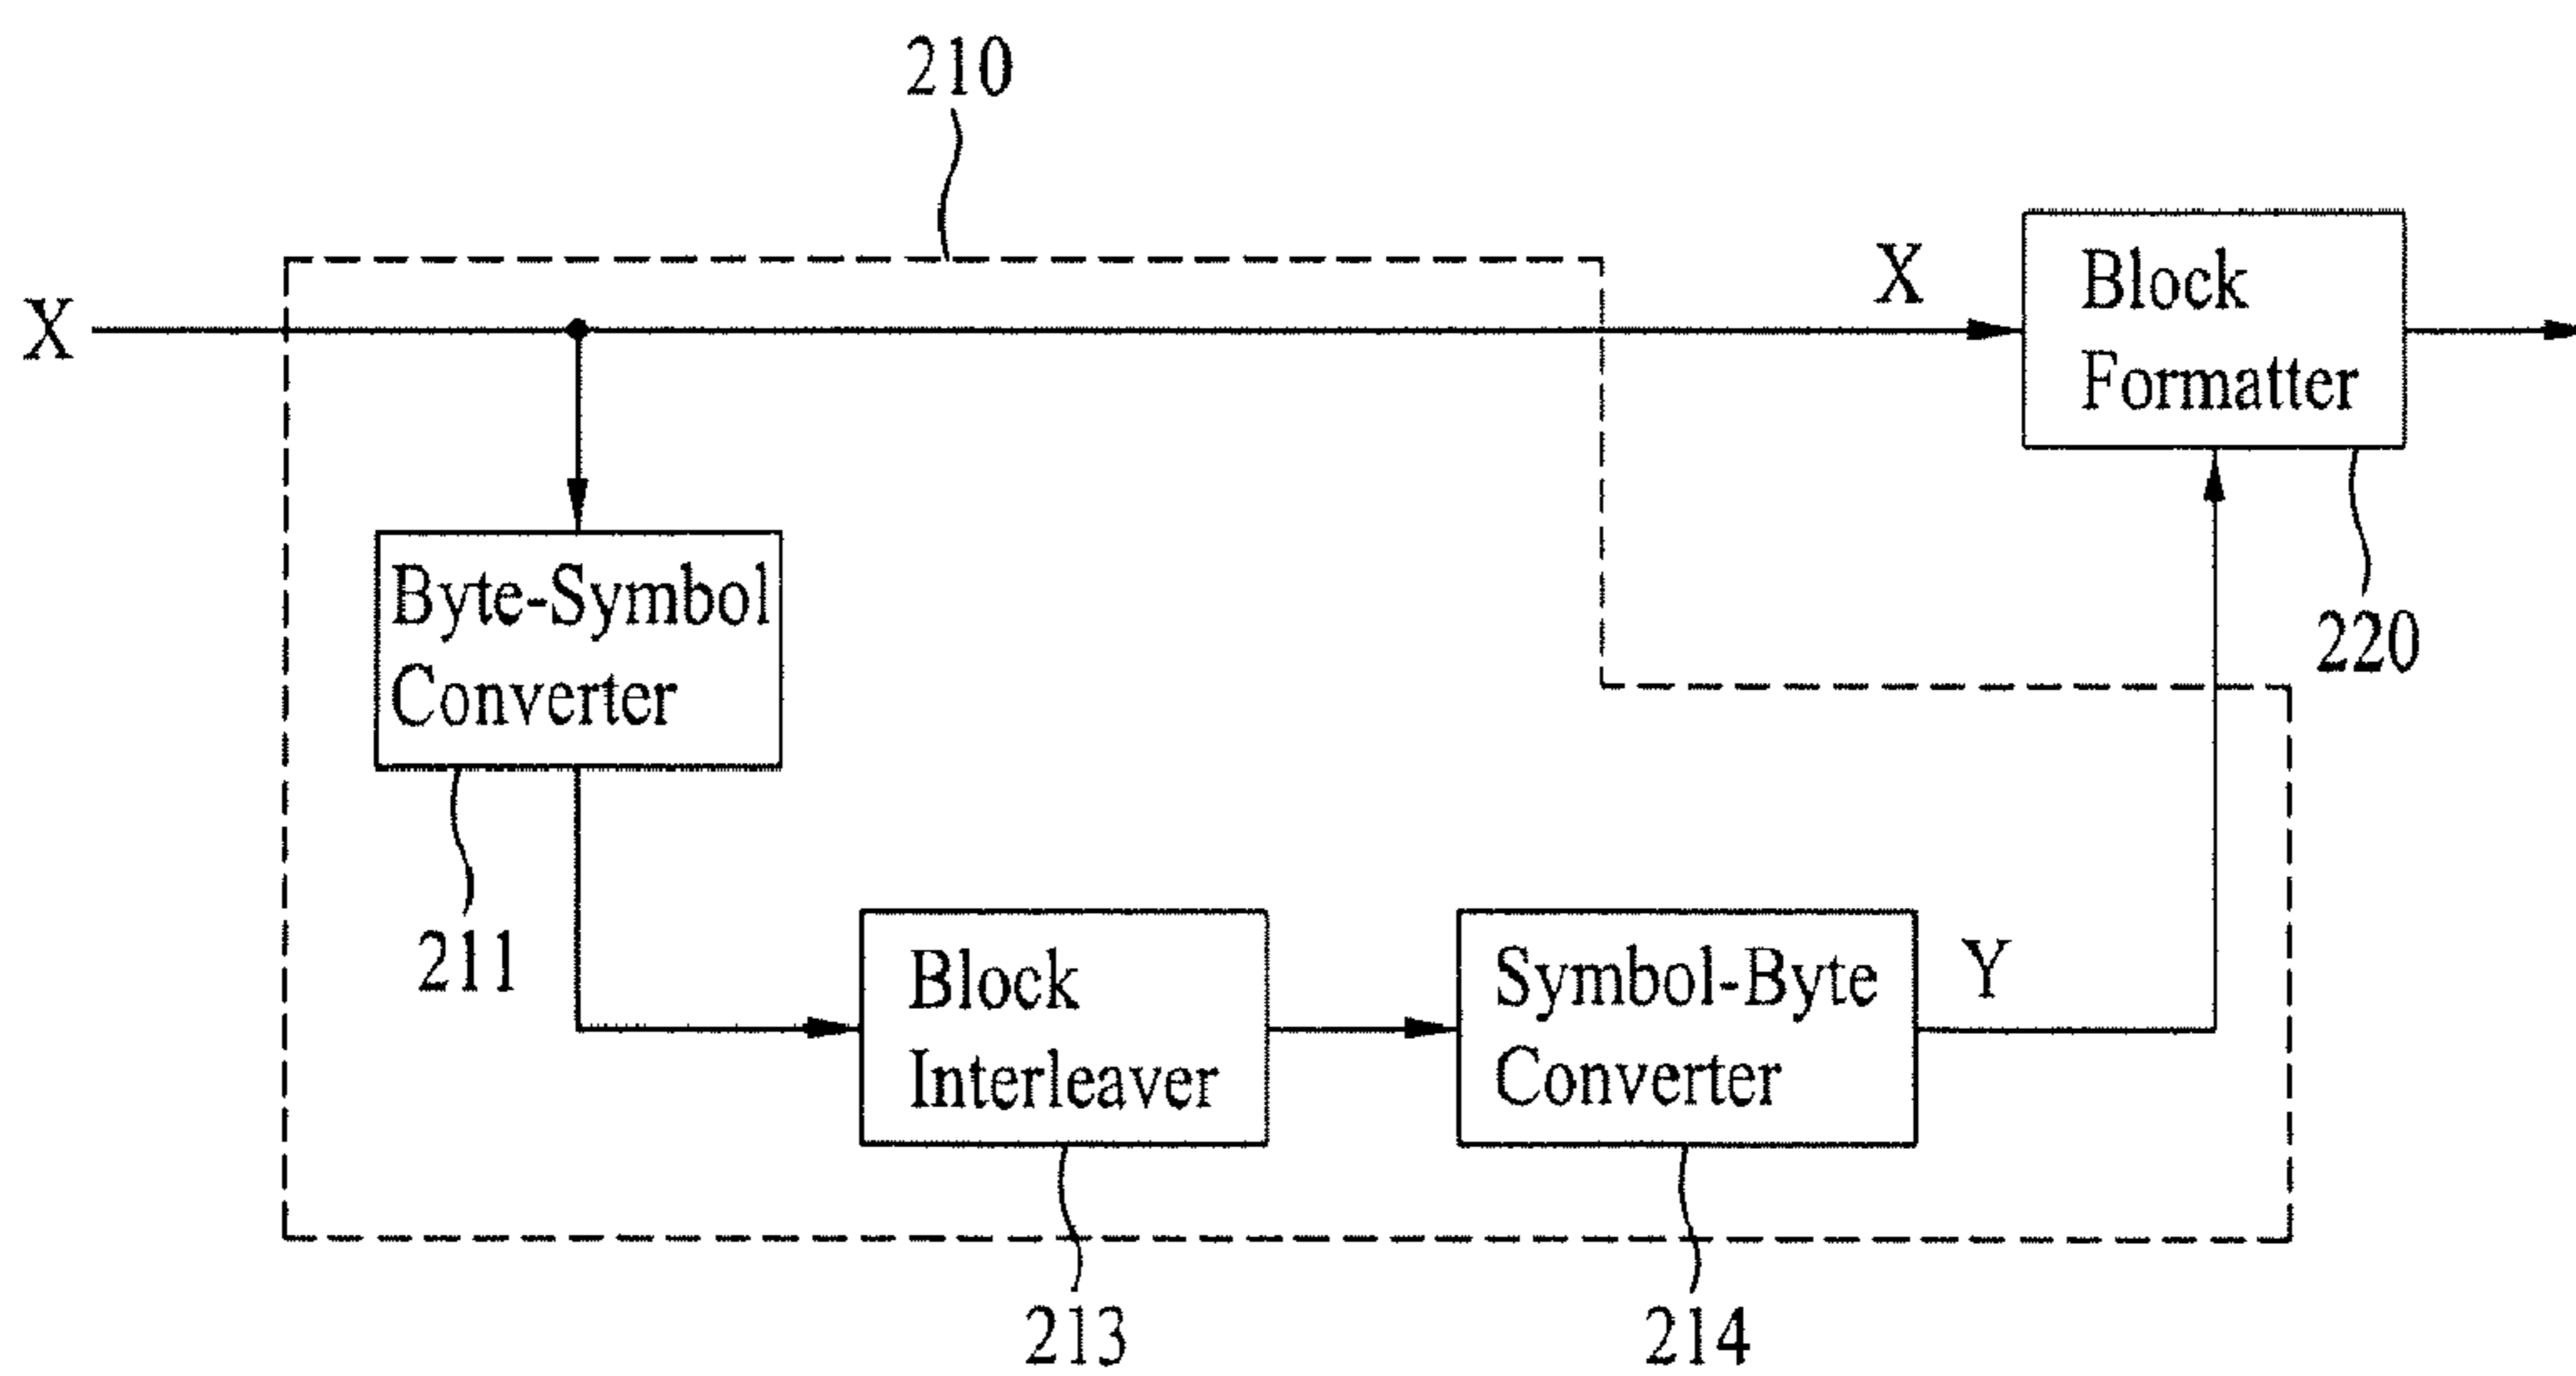 210
X
X
Block
Formatter
Byte-Symbol
Converter
220
211
Block
Interleaver
Symbol-Byte
Converter
Y
213
214